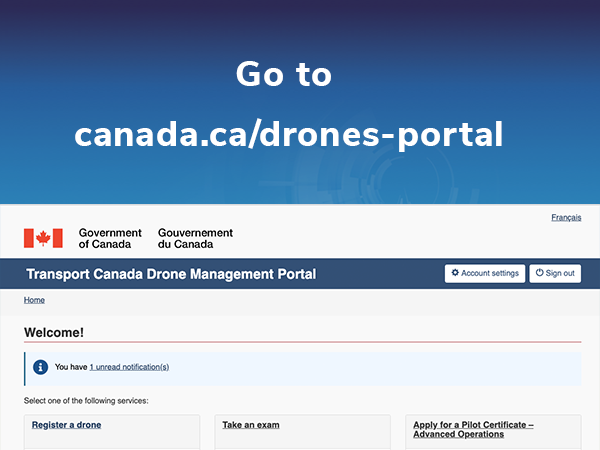 Go to
canada.ca/drones-portal
Français
Government Gouvernement
of Canada du Canada
Transport Canada Drone Management Portal Account settings Sign out
Home
Welcome!
You have 1 unread notification(s)
Select one of the following services:
Register a drone Take an exam Apply for a Pilot Certificate –
Advanced Operations